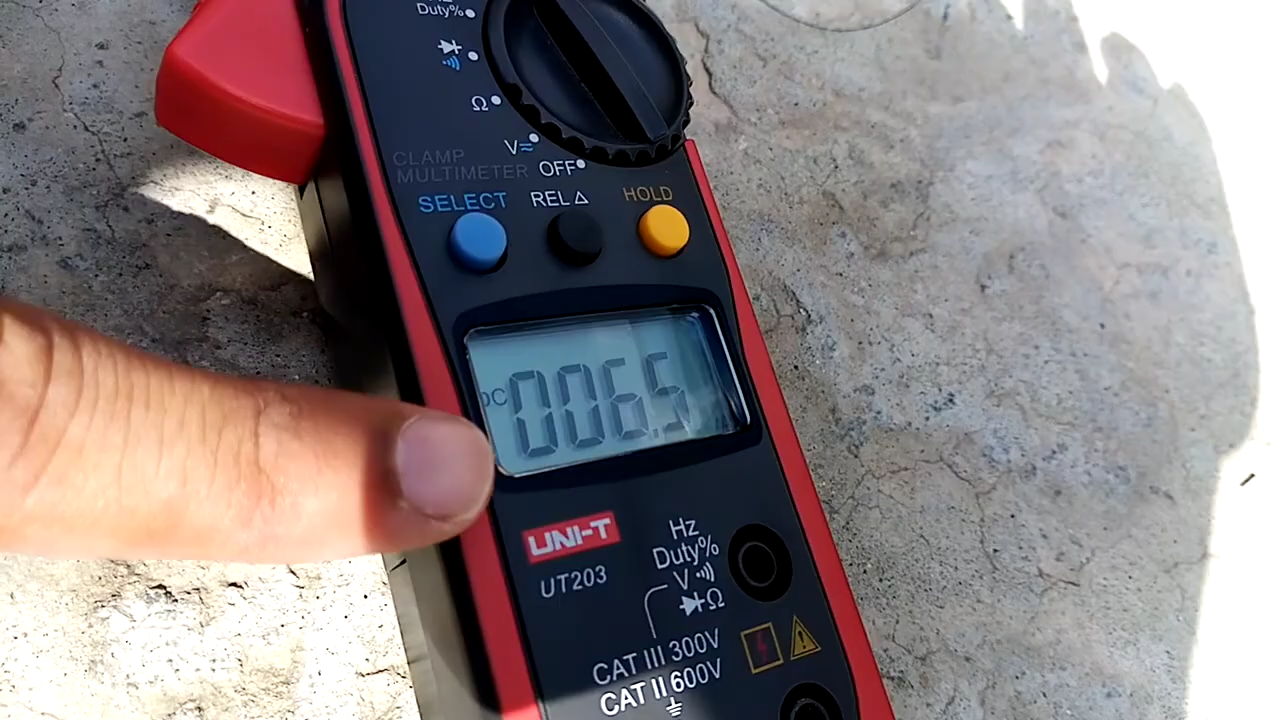 Duty%
Ω
V≂
OFF
CLAMP
MULTIMETER
SELECT
REL △
HOLD
DC
006.5
UNI-T
UT203
Hz
Duty%
V
Ω
CAT III 300V
CAT II 600V